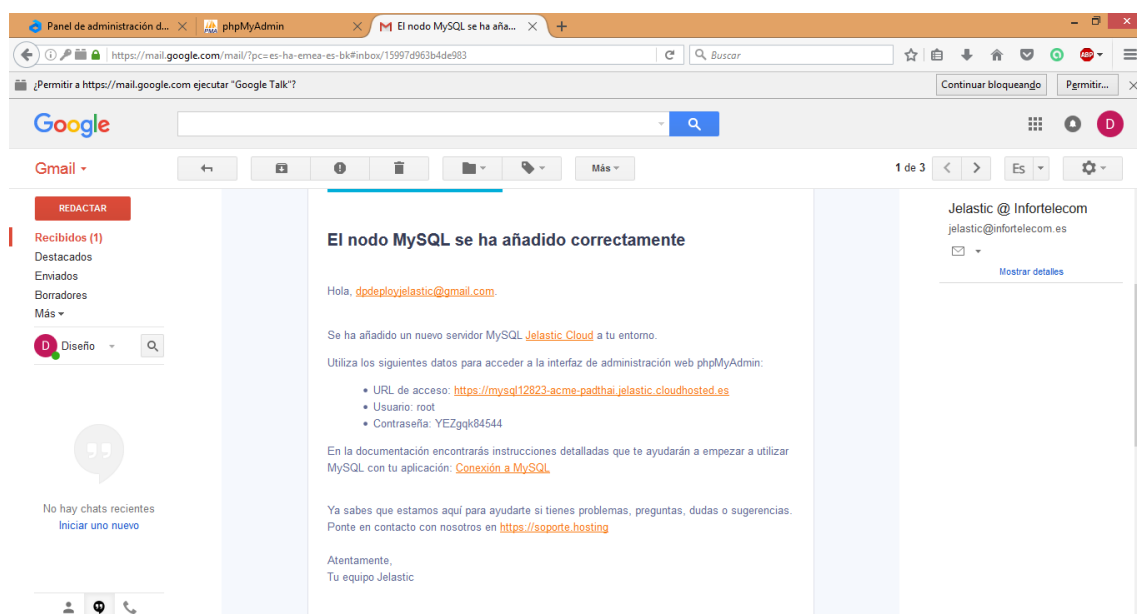 Panel de administración d...
phpMyAdmin
El nodo MySQL se ha aña...
https://mail.google.com/mail/?pc=es-ha-emea-es-bk#inbox/15997d963b4de983
Buscar
¿Permitir a https://mail.google.com ejecutar "Google Talk"?
Continuar bloqueando
Permitir...
Google
D
Gmail
Más
1 de 3
Es
REDACTAR
Recibidos (1)
Destacados
Enviados
Borradores
Más
D Diseño
No hay chats recientes
Iniciar uno nuevo
El nodo MySQL se ha añadido correctamente
Hola, dpdeployjelastic@gmail.com.
Se ha añadido un nuevo servidor MySQL Jelastic Cloud a tu entorno.
Utiliza los siguientes datos para acceder a la interfaz de administración web phpMyAdmin:
• URL de acceso: https://mysql12823-acme-padthai.jelastic.cloudhosted.es
• Usuario: root
• Contraseña: YEZgqk84544
En la documentación encontrarás instrucciones detalladas que te ayudarán a empezar a utilizar
MySQL con tu aplicación: Conexión a MySQL
Ya sabes que estamos aquí para ayudarte si tienes problemas, preguntas, dudas o sugerencias.
Ponte en contacto con nosotros en https://soporte.hosting
Atentamente,
Tu equipo Jelastic
Jelastic @ Infortelecom
jelastic@infortelecom.es
Mostrar detalles